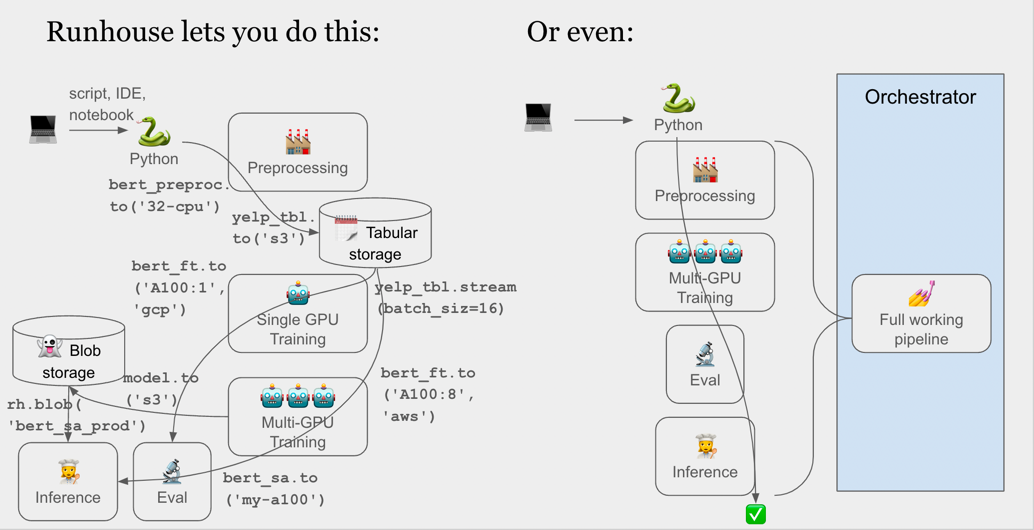 Runhouse lets you do this:
script, IDE,
notebook
Python
Preprocessing
bert_preproc.
to('32-cpu')
yelp_tbl.
to('s3')
Tabular
storage
bert_ft.to
('A100:1',
'gcp')
yelp_tbl.stream
(batch_siz=16)
Single GPU
Training
Blob
storage
model.to
('s3')
bert_ft.to
('A100:8',
'aws')
rh.blob(
'bert_sa_prod')
Multi-GPU
Training
Inference
Eval
bert_sa.to
('my-a100')
Or even:
Python
Preprocessing
Multi-GPU
Training
Eval
Inference
Orchestrator
Full working
pipeline